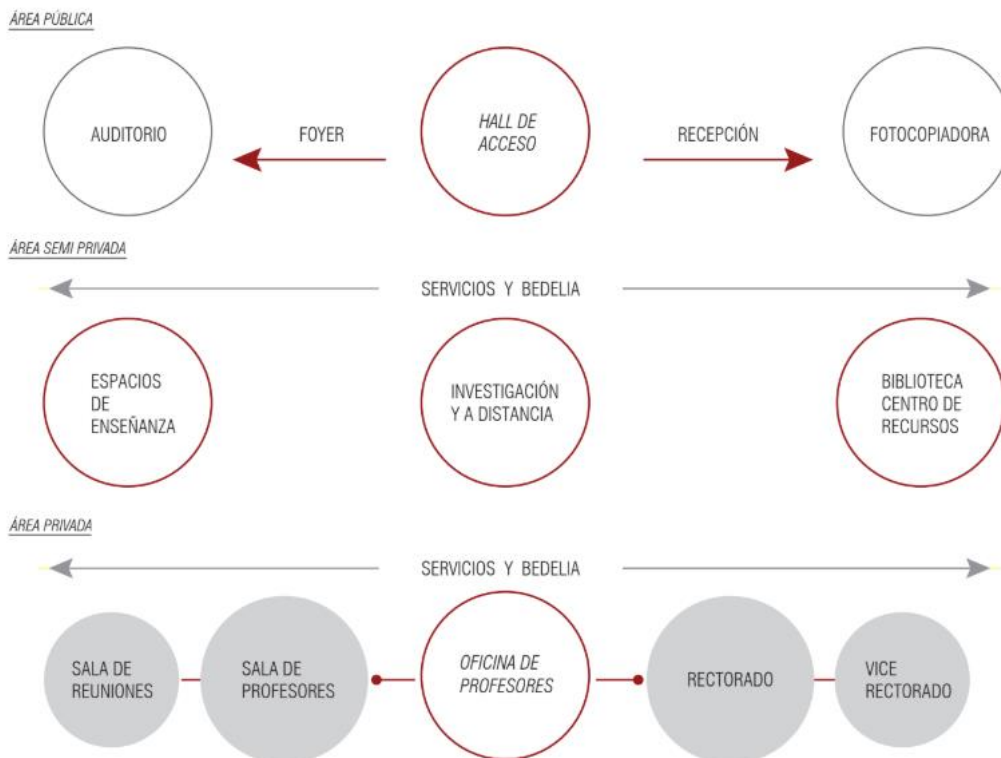 ÁREA PÚBLICA
AUDITORIO
FOYER
HALL DE
ACCESO
RECEPCIÓN
FOTOCOPIADORA
ÁREA SEMI PRIVADA
SERVICIOS Y BEDELIA
ESPACIOS
DE
ENSEÑANZA
INVESTIGACIÓN
Y A DISTANCIA
BIBLIOTECA
CENTRO DE
RECURSOS
ÁREA PRIVADA
SERVICIOS Y BEDELIA
SALA DE
REUNIONES
SALA DE
PROFESORES
OFICINA DE
PROFESORES
RECTORADO
VICE
RECTORADO